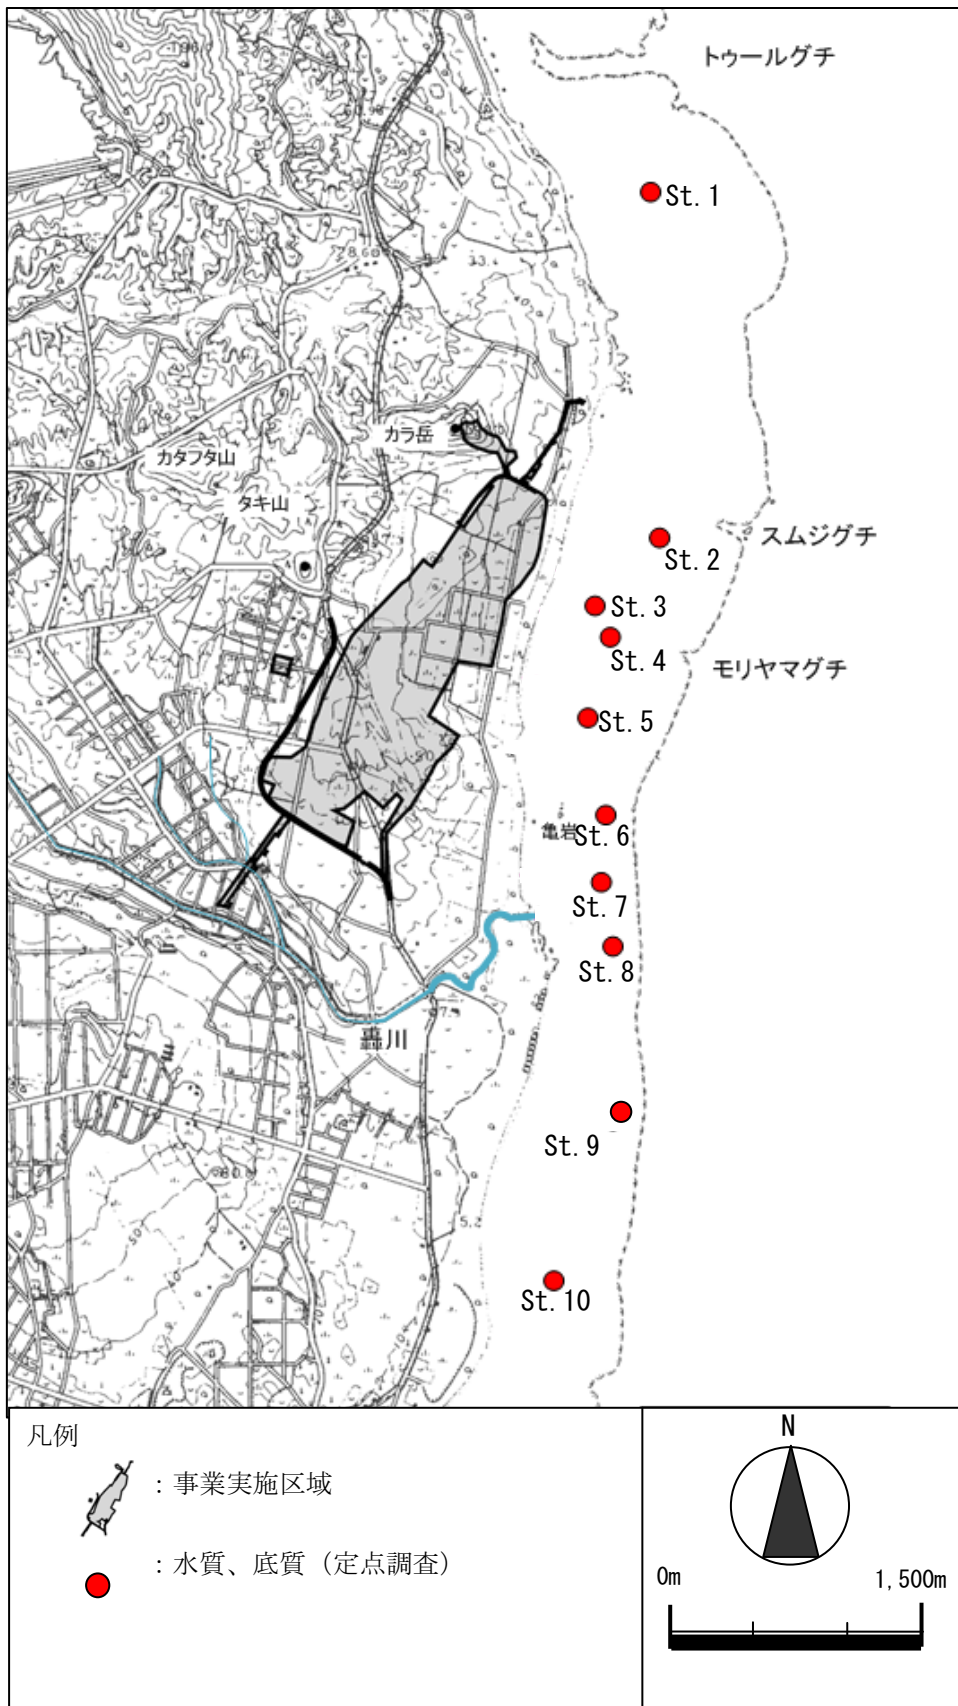 トゥールグチ
St. 1
カラ岳
カタフタ山
タキ山
スムジグチ
St. 2
St. 3
St. 4
モリヤマグチ
St. 5
亀岩
St. 6
St. 7
St. 8
轟川
St. 9
St. 10
凡例
：事業実施区域
：水質、底質（定点調査）
N
0m
1,500m